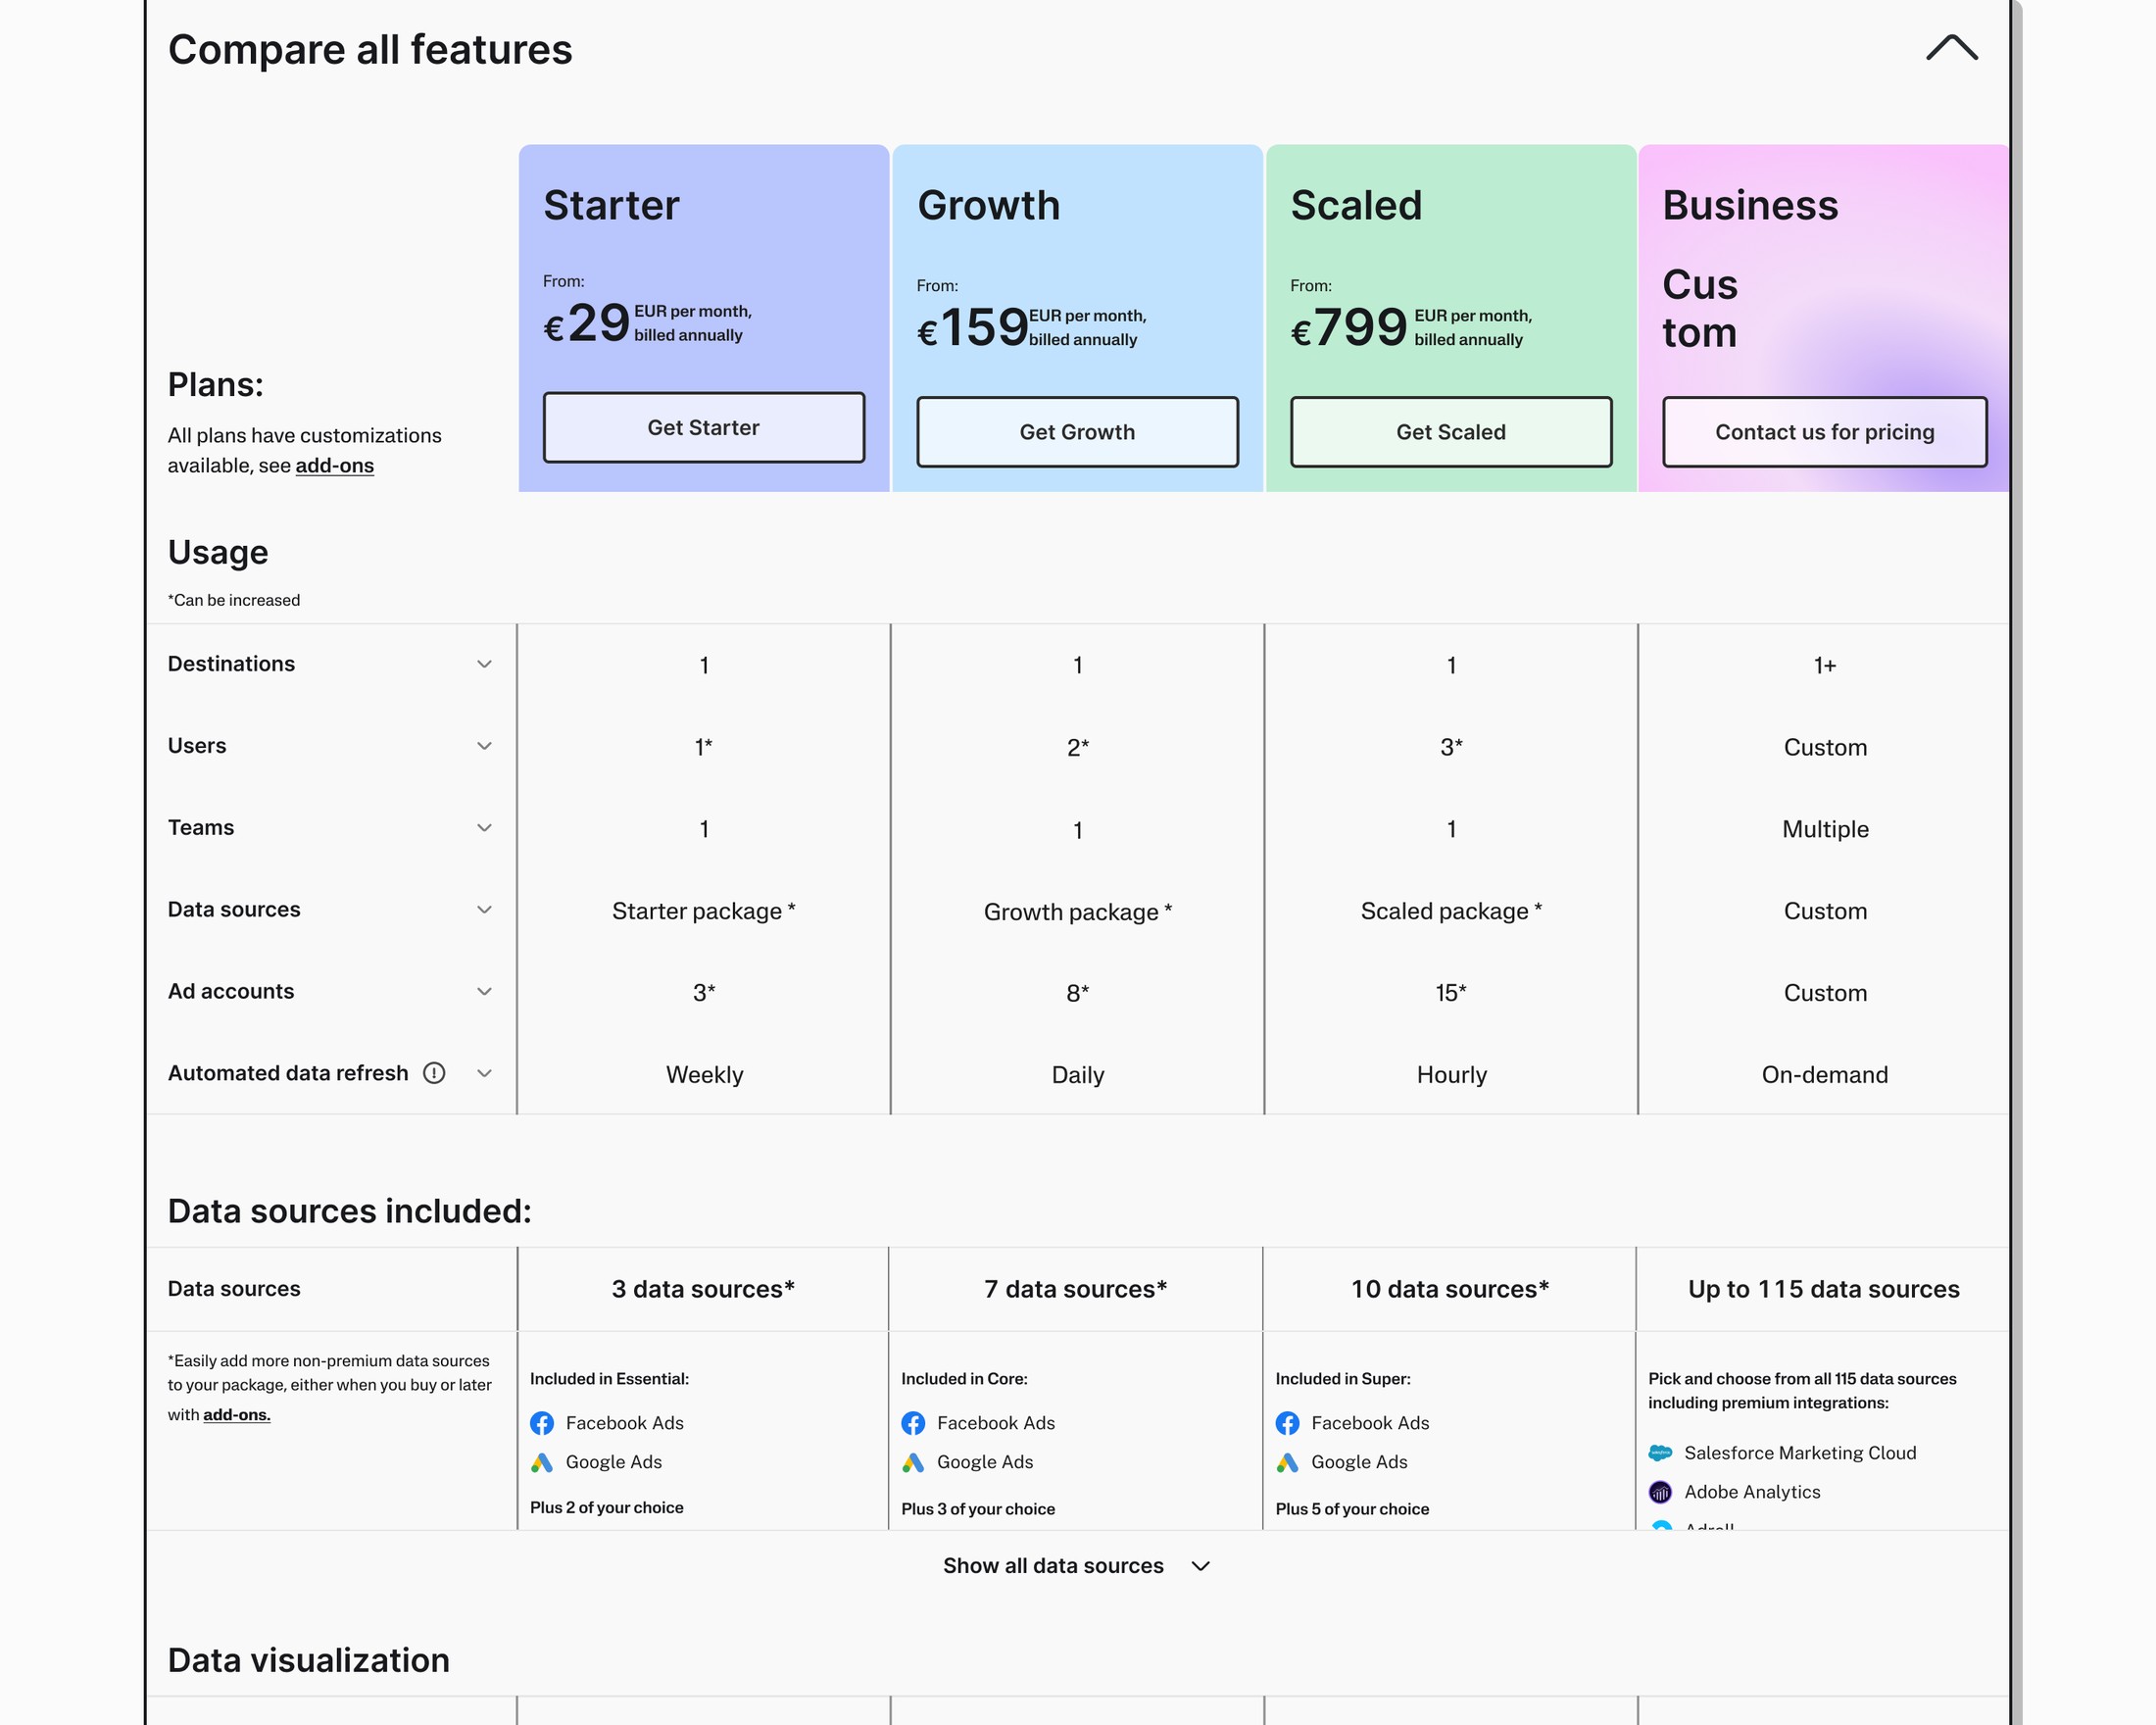 Compare all features
Starter
Growth
Scaled
Business
From:
€29 EUR per month,
billed annually
From:
€159 EUR per month,
billed annually
From:
€799 EUR per month,
billed annually
Cus
tom
Plans:
All plans have customizations
available, see add-ons
Get Starter
Get Growth
Get Scaled
Contact us for pricing
Usage
*Can be increased
Destinations 1 1 1 1+
Users 1* 2* 3* Custom
Teams 1 1 1 Multiple
Data sources Starter package * Growth package * Scaled package * Custom
Ad accounts 3* 8* 15* Custom
Automated data refresh Weekly Daily Hourly On-demand
Data sources included:
Data sources 3 data sources* 7 data sources* 10 data sources* Up to 115 data sources
*Easily add more non-premium data sources
to your package, either when you buy or later
with add-ons.
Included in Essential:
Facebook Ads
Google Ads
Plus 2 of your choice
Included in Core:
Facebook Ads
Google Ads
Plus 3 of your choice
Included in Super:
Facebook Ads
Google Ads
Plus 5 of your choice
Pick and choose from all 115 data sources
including premium integrations:
Salesforce Marketing Cloud
Adobe Analytics
Show all data sources
Data visualization